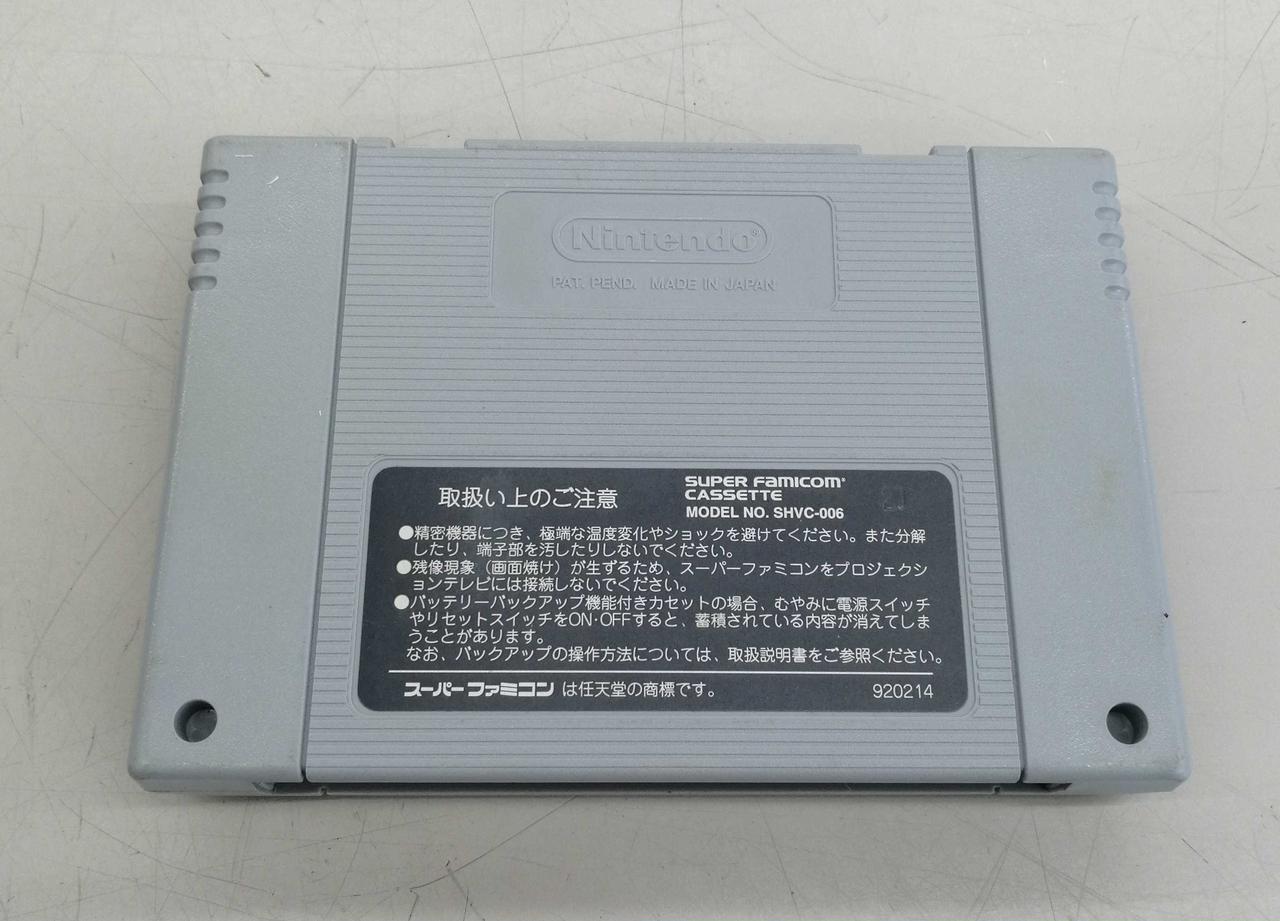 Nintendo®
PAT. PEND. MADE IN JAPAN
取扱い上のご注意
SUPER FAMICOM®
CASSETTE
MODEL NO. SHVC-006
●精密機器につき、極端な温度変化やショックを避けてください。また分解
したり、端子部を汚したりしないでください。
●残像現象（画面焼け）が生ずるため、スーパーファミコンをプロジェクシ
ョンテレビには接続しないでください。
●バッテリーバックアップ機能付きカセットの場合、むやみに電源スイッチ
やリセットスイッチをON·OFFすると、蓄積されている内容が消えてしま
うことがあります。
なお、バックアップの操作方法については、取扱説明書をご参照ください。
スーパーファミコン は任天堂の商標です。
920214